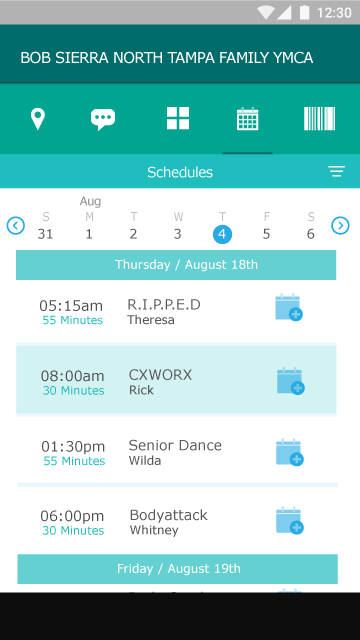 12:30
BOB SIERRA NORTH TAMPA FAMILY YMCA
Schedules
Aug
S M T W T F S
31 1 2 3 4 5 6
Thursday / August 18th
05:15am R.I.P.P.E.D
55 Minutes Theresa
08:00am CXWORX
30 Minutes Rick
01:30pm Senior Dance
55 Minutes Wilda
06:00pm Bodyattack
30 Minutes Whitney
Friday / August 19th